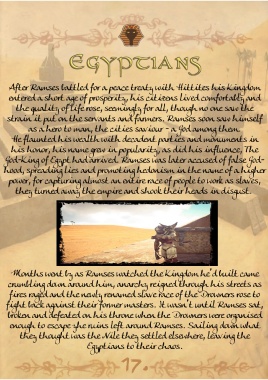 Egyptians
After Ramses battled for a peace treaty with Hittites his kingdom
entered a short age of prosperity, his citizens lived comfortably and
the quality of life rose, seemingly for all, though no one saw the
strain it put on the servants and farmers. Ramses soon saw himself
as a hero to man, the cities saviour - a God among them.
He flaunted his wealth with decadent parties and monuments in
his honor, his name grew in popularity, as did his influence, The
God-King of Egypt had arrived. Ramses was later accused of false God-
hood, spreading lies and promoting hedonism in the name of a higher
power, for capturing almost an entire race of people to work as slaves,
they turned away the empire and shook their heads in disgust.
Months went by as Ramses watched the Kingdom he'd built came
crumbling down around him, anarchy reigned through his streets as
fires raged and the newly renamed slave race of the Drowners rose to
fight back against their former masters. It wasn't until Ramses sat,
broken and defeated on his throne when the Drowners were organised
enough to escape the ruins left around Ramses. Sailing down what
they thought was the Nile they settled elsewhere, leaving the
Egyptians to their chaos.
17